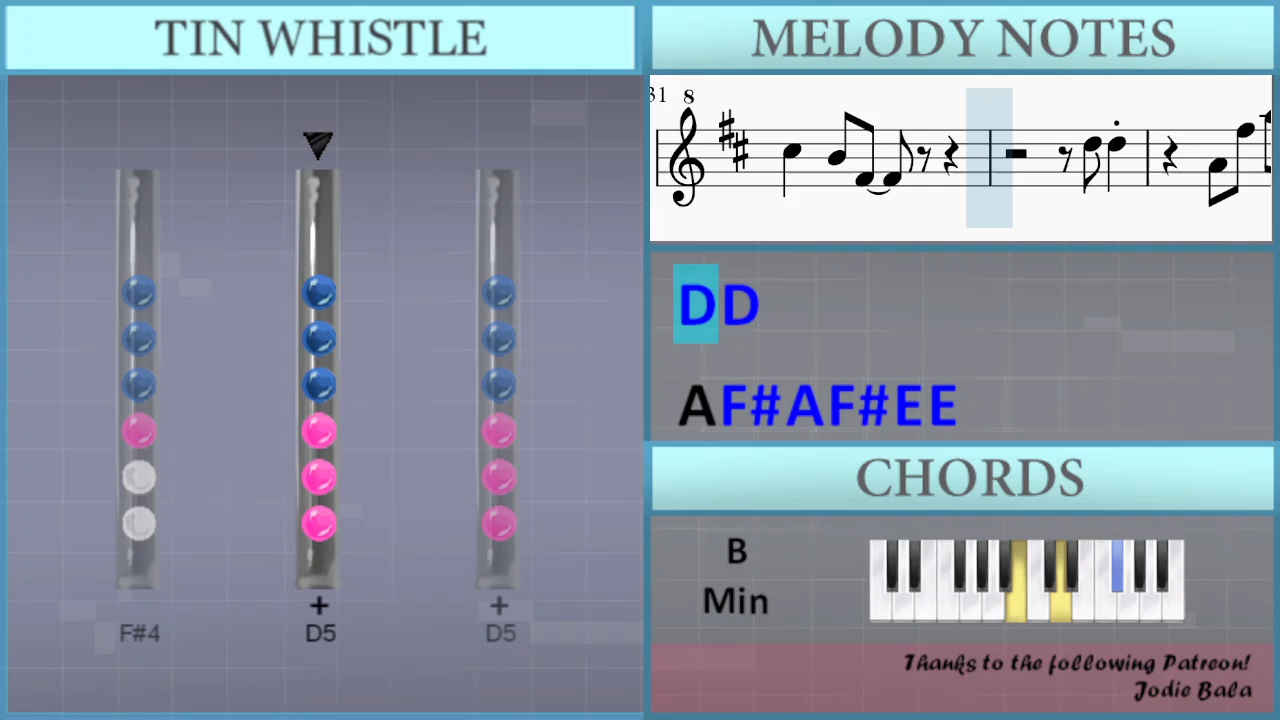 TIN WHISTLE
+
+
F#4
D5
D5
MELODY NOTES
31 8
DD
AF#AF#EE
CHORDS
B
Min
Thanks to the following Patreon!
Jodie Bala